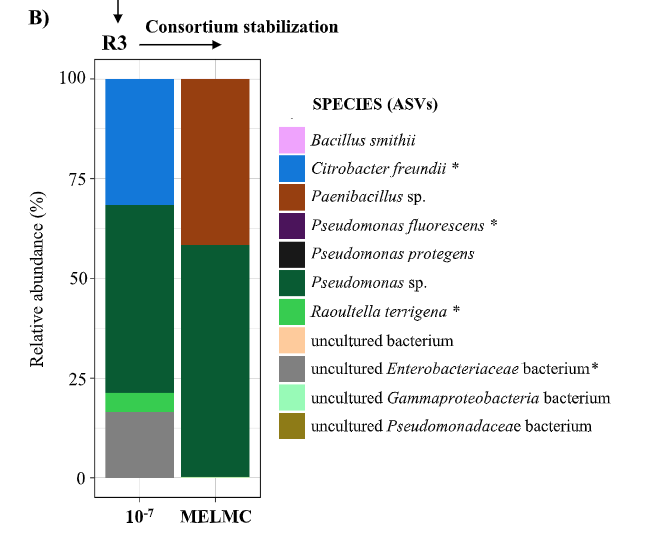 B)
Consortium stabilization
R3
100
75
50
25
0
Relative abundance (%)
10-7
MELMC
SPECIES (ASVs)
Bacillus smithii
Citrobacter freundii *
Paenibacillus sp.
Pseudomonas fluorescens *
Pseudomonas protegens
Pseudomonas sp.
Raoultella terrigena *
uncultured bacterium
uncultured Enterobacteriaceae bacterium*
uncultured Gammaproteobacteria bacterium
uncultured Pseudomonadaceae bacterium